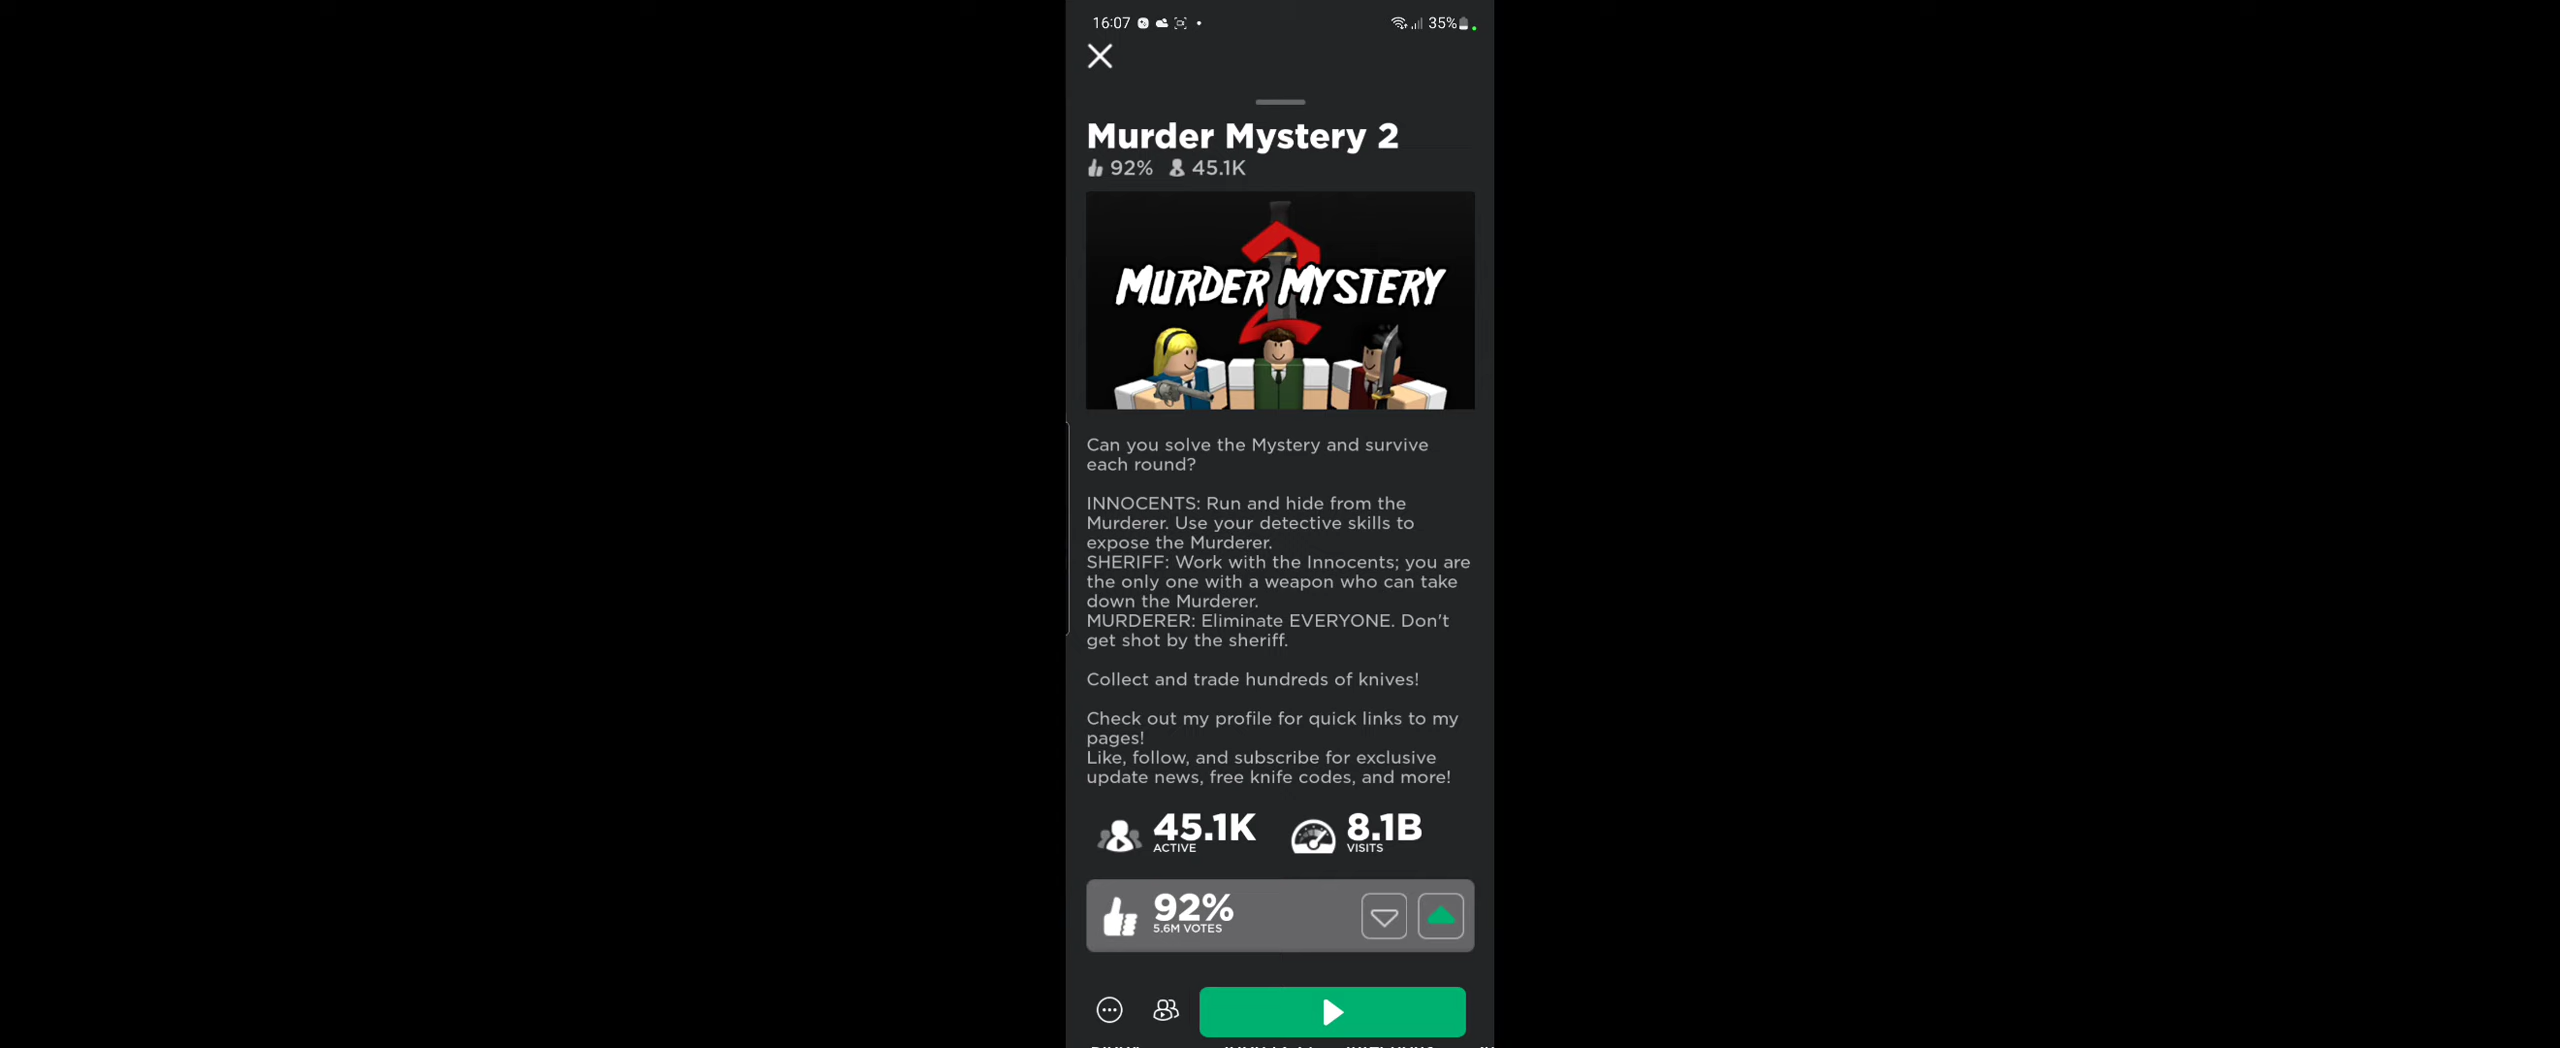 16:07
35%
Murder Mystery 2
92% 45.1K
MURDER MYSTERY
2
Can you solve the Mystery and survive
each round?
INNOCENTS: Run and hide from the
Murderer. Use your detective skills to
expose the Murderer.
SHERIFF: Work with the Innocents; you are
the only one with a weapon who can take
down the Murderer.
MURDERER: Eliminate EVERYONE. Don't
get shot by the sheriff.
Collect and trade hundreds of knives!
Check out my profile for quick links to my
pages!
Like, follow, and subscribe for exclusive
update news, free knife codes, and more!
45.1K
ACTIVE
8.1B
VISITS
92%
5.6M VOTES